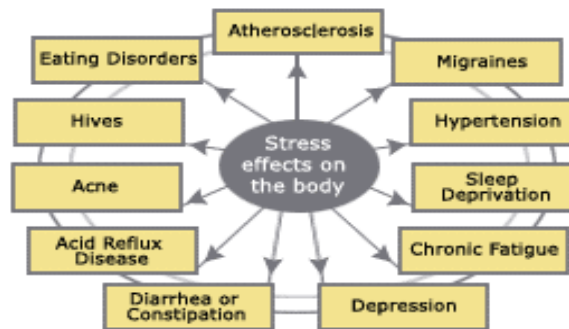 Atherosclerosis
Eating Disorders
Migraines
Hives
Hypertension
Stress
effects on
the body
Acne
Sleep
Deprivation
Acid Reflux
Disease
Chronic Fatigue
Diarrhea or
Constipation
Depression